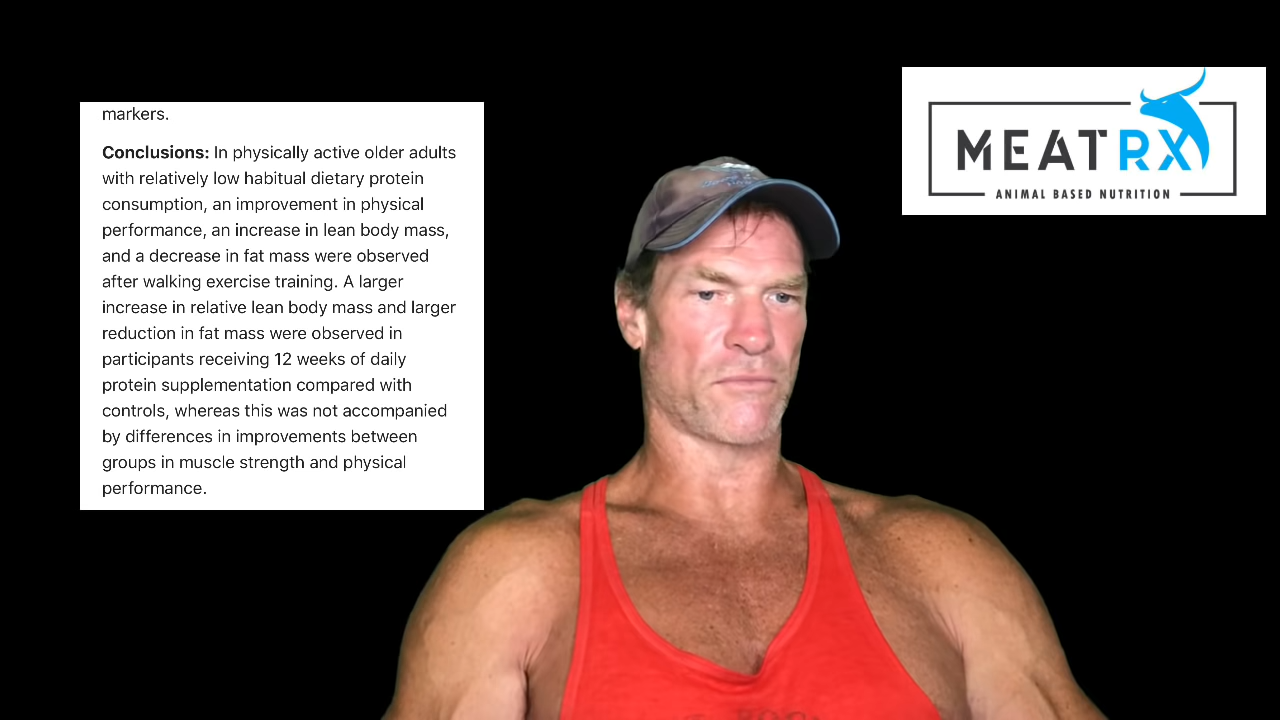 markers.
Conclusions: In physically active older adults
with relatively low habitual dietary protein
consumption, an improvement in physical
performance, an increase in lean body mass,
and a decrease in fat mass were observed
after walking exercise training. A larger
increase in relative lean body mass and larger
reduction in fat mass were observed in
participants receiving 12 weeks of daily
protein supplementation compared with
controls, whereas this was not accompanied
by differences in improvements between
groups in muscle strength and physical
performance.
MEATRX
ANIMAL BASED NUTRITION